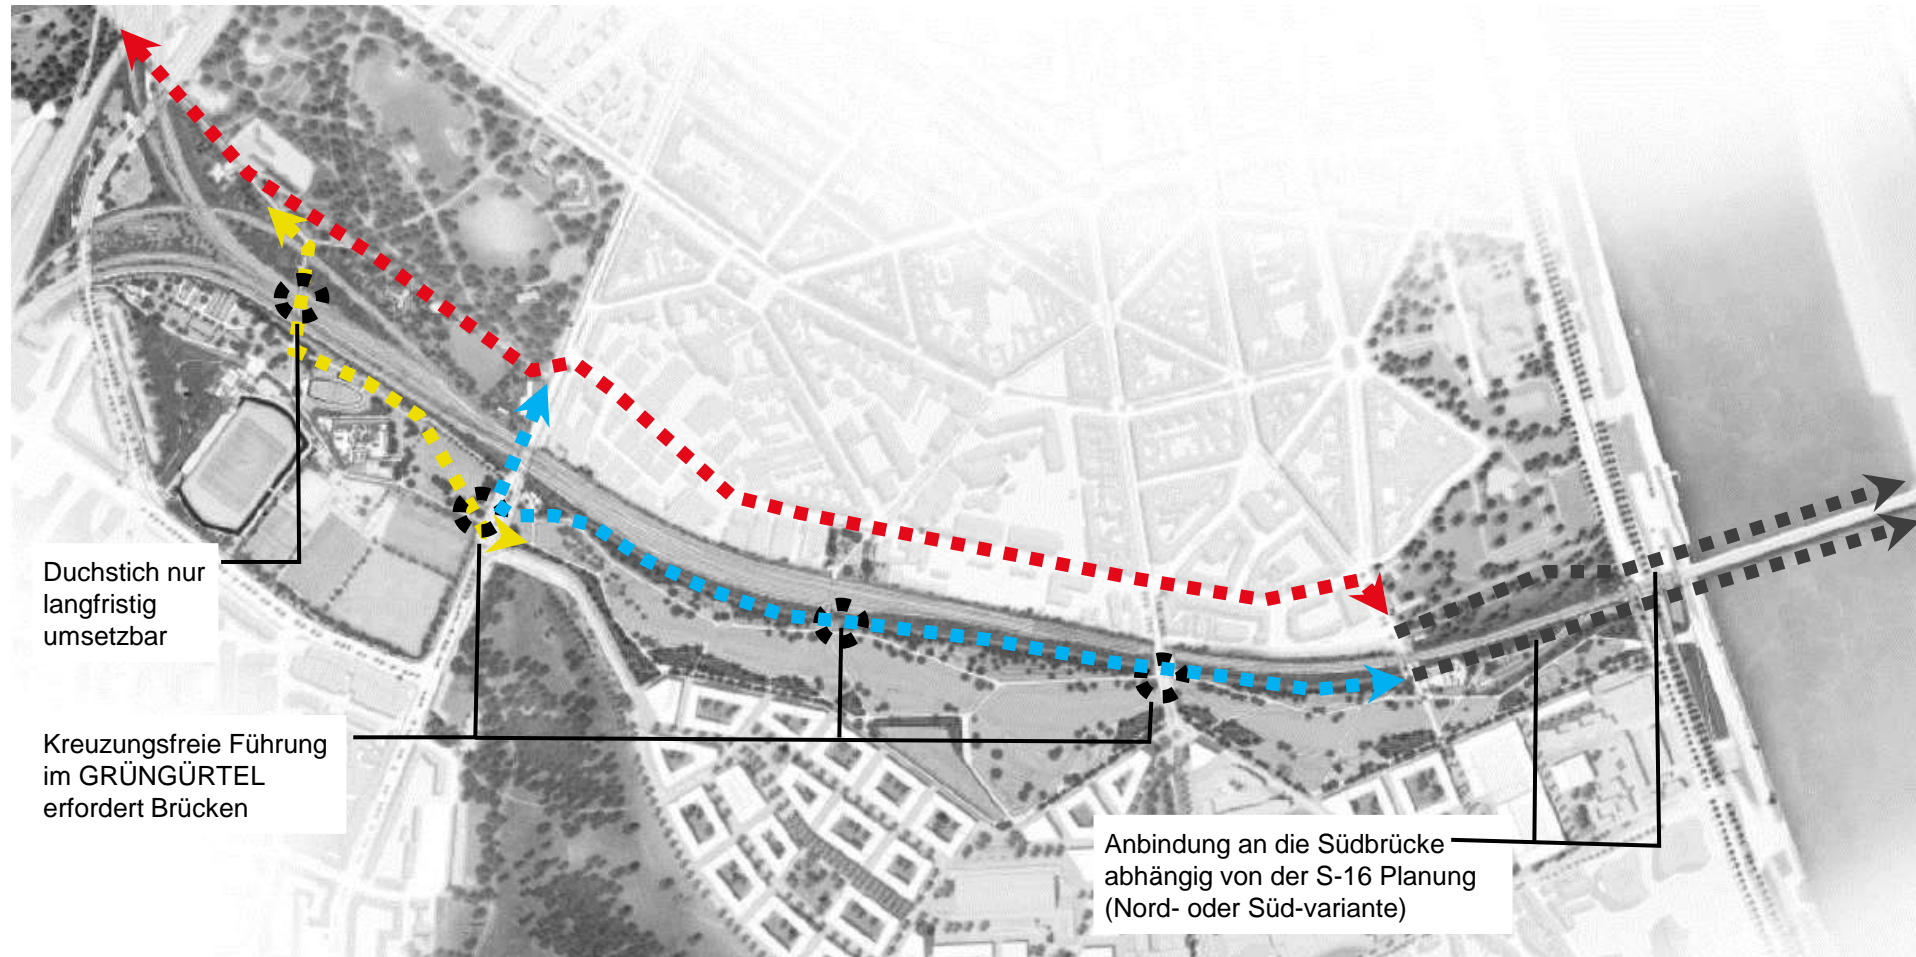 Duchstich nur
langfristig
umsetzbar
Kreuzungsfreie Führung
im GRÜNGÜRTEL
erfordert Brücken
Anbindung an die Südbrücke
abhängig von der S-16 Planung
(Nord- oder Süd-variante)